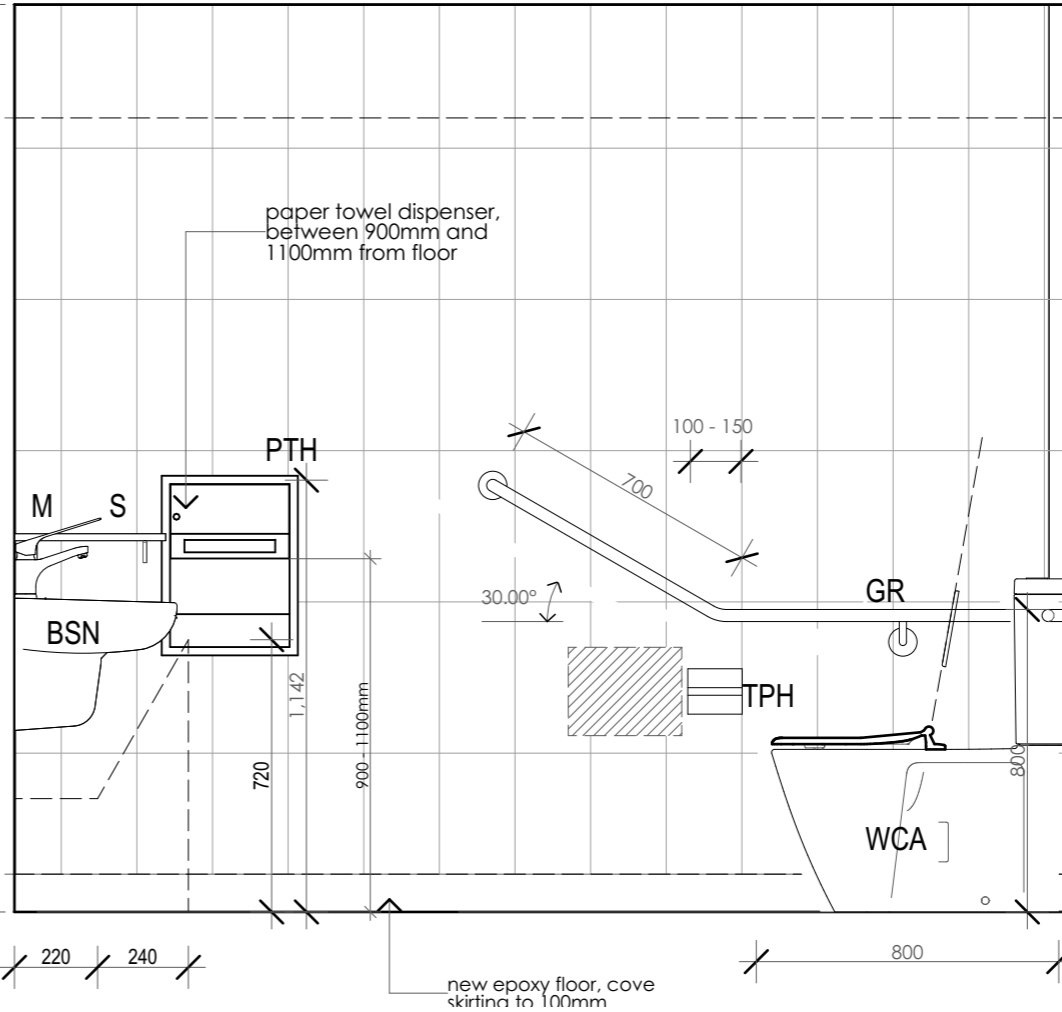 paper towel dispenser,
between 900mm and
1100mm from floor
PTH
100 - 150
700
M
S
30.00°
GR
BSN
TPH
1,142
900 - 1100mm
720
800
WCA
220
240
800
new epoxy floor, cove
skirting to 100mm